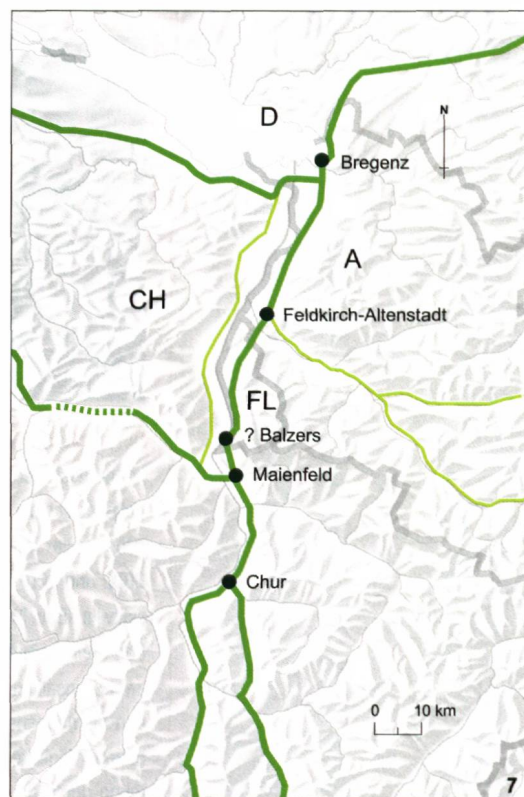 D
N
Bregenz
A
CH
Feldkirch-Altenstadt
FL
? Balzers
Maienfeld
Chur
0 10 km
7